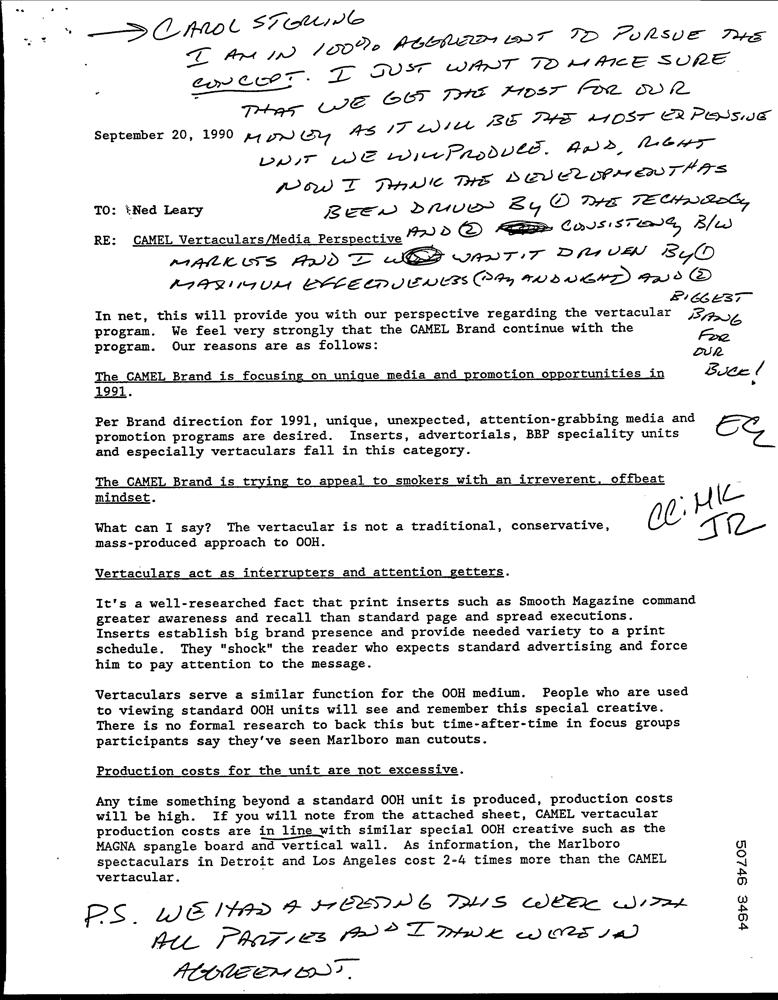 → CAROL STERLING
I AM IN 100% AGGREEMENT TO PURSUE THE
CONCEPT. I JUST WANT TO MAKE SURE
THAT WE GET THE MOST FOR OUR
September 20, 1990 MONEY AS IT WILL BE THE MOST EXPENSIVE
UNIT WE WILL PRODUCE. AND, RIGHT
NOW I THINK THE DEVELOPMENT HAS
TO: Ned Leary BEEN DRIVEN BY ① THE TECHNOLOGY
AND ② CONSISTENCY B/W
RE: CAMEL Vertaculars/Media Perspective
MARKETS AND I WANT IT DRIVEN BY ①
MAXIMUM EFFECTIVENESS (DAY AND NIGHT) AND ②
BIGGEST
BANG
FOR
OUR
BUCK!
In net, this will provide you with our perspective regarding the vertacular
program. We feel very strongly that the CAMEL Brand continue with the
program. Our reasons are as follows:
The CAMEL Brand is focusing on unique media and promotion opportunities in
1991.
Per Brand direction for 1991, unique, unexpected, attention-grabbing media and
promotion programs are desired. Inserts, advertorials, BBP speciality units
and especially vertaculars fall in this category.
The CAMEL Brand is trying to appeal to smokers with an irreverent, offbeat
mindset.
CC: MK
JR
What can I say? The vertacular is not a traditional, conservative,
mass-produced approach to OOH.
Vertaculars act as interrupters and attention getters.
It's a well-researched fact that print inserts such as Smooth Magazine command
greater awareness and recall than standard page and spread executions.
Inserts establish big brand presence and provide needed variety to a print
schedule. They "shock" the reader who expects standard advertising and force
him to pay attention to the message.
Vertaculars serve a similar function for the OOH medium. People who are used
to viewing standard OOH units will see and remember this special creative.
There is no formal research to back this but time-after-time in focus groups
participants say they've seen Marlboro man cutouts.
Production costs for the unit are not excessive.
Any time something beyond a standard OOH unit is produced, production costs
will be high. If you will note from the attached sheet, CAMEL vertacular
production costs are in line with similar special OOH creative such as the
MAGNA spangle board and vertical wall. As information, the Marlboro
spectaculars in Detroit and Los Angeles cost 2-4 times more than the CAMEL
vertacular.
P.S. WE HAD A MEETING THIS WEEK WITH
ALL PARTIES AND I THINK WERE IN
AGGREEMENT.
50746 3464